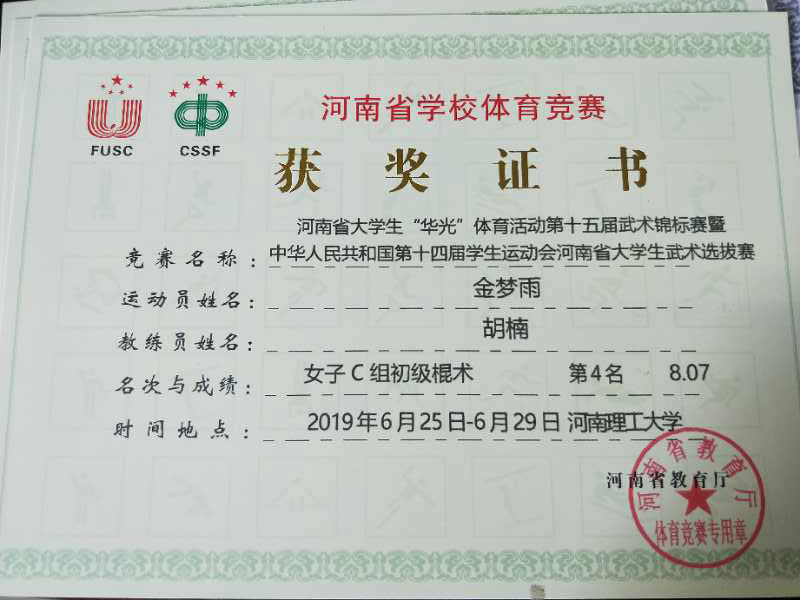 FUSC
CSSF
河南省学校体育竞赛
获奖证书
河南省大学生“华光”体育活动第十五届武术锦标赛暨
竞赛名称：中华人民共和国第十四届学生运动会河南省大学生武术选拔赛
运动员姓名：金梦雨
教练员姓名：胡楠
名次与成绩：女子C组初级棍术 第4名 8.07
时间地点：2019年6月25日-6月29日 河南理工大学
河南省教育厅
河南省教育厅
体育竞赛专用章